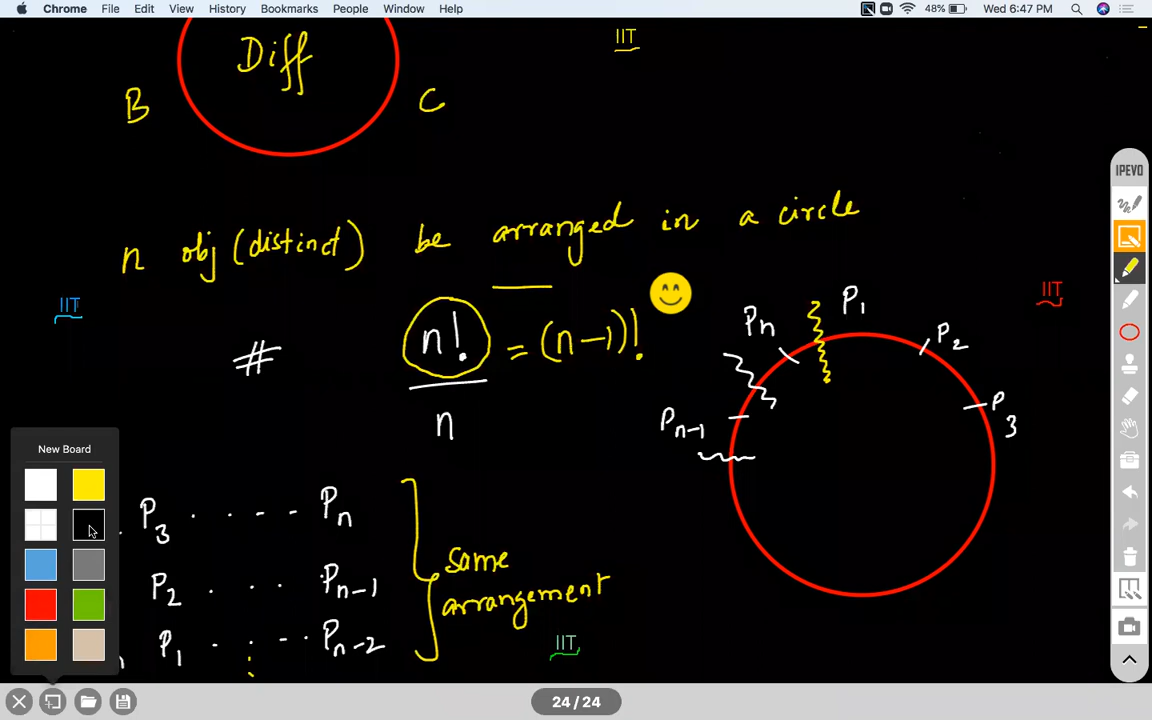 Chrome File Edit View History Bookmarks People Window Help 48% Wed 6:47 PM
Diff
IIT
B C
IPEVO
n obj (distinct) be arranged in a circle
IIT
IIT
# n!/n = (n-1)!
P1
P2
P3
Pn
Pn-1
New Board
P3 . . . - - Pn
P2 . . . Pn-1
n P1 . . - - . Pn-2
Same
arrangement
IIT
24 / 24